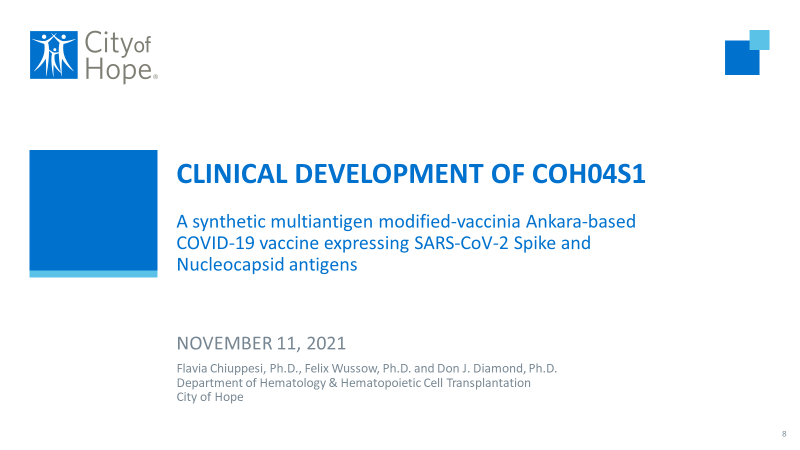 City of
Hope®
CLINICAL DEVELOPMENT OF COH04S1
A synthetic multiantigen modified-vaccinia Ankara-based
COVID-19 vaccine expressing SARS-CoV-2 Spike and
Nucleocapsid antigens
NOVEMBER 11, 2021
Flavia Chiuppesi, Ph.D., Felix Wussow, Ph.D. and Don J. Diamond, Ph.D.
Department of Hematology & Hematopoietic Cell Transplantation
City of Hope
8